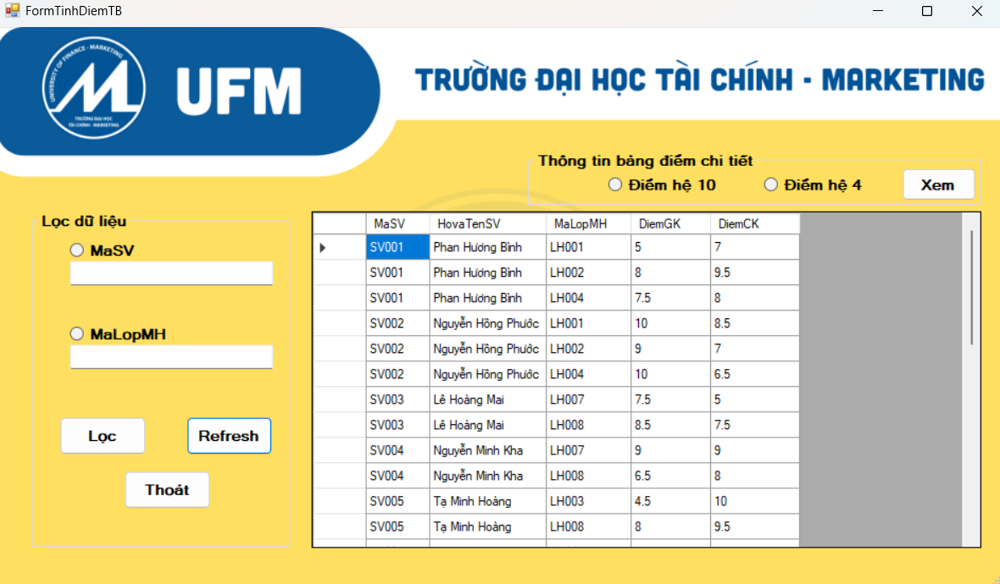 FormTinhDiemTB
UNIVERSITY OF FINANCE - MARKETING
TRƯỜNG ĐẠI HỌC
TÀI CHÍNH - MARKETING
UFM
TRƯỜNG ĐẠI HỌC TÀI CHÍNH - MARKETING
Thông tin bảng điểm chi tiết
Điểm hệ 10 Điểm hệ 4 Xem
Lọc dữ liệu
MaSV
MaLopMH
Lọc Refresh
Thoát
MaSV HovaTenSV MaLopMH DiemGK DiemCK
SV001 Phan Hương Bình LH001 5 7
SV001 Phan Hương Bình LH002 8 9.5
SV001 Phan Hương Bình LH004 7.5 8
SV002 Nguyễn Hồng Phước LH001 10 8.5
SV002 Nguyễn Hồng Phước LH002 9 7
SV002 Nguyễn Hồng Phước LH004 10 6.5
SV003 Lê Hoàng Mai LH007 7.5 5
SV003 Lê Hoàng Mai LH008 8.5 7.5
SV004 Nguyễn Minh Kha LH007 9 9
SV004 Nguyễn Minh Kha LH008 6.5 8
SV005 Tạ Minh Hoàng LH003 4.5 10
SV005 Tạ Minh Hoàng LH008 8 9.5